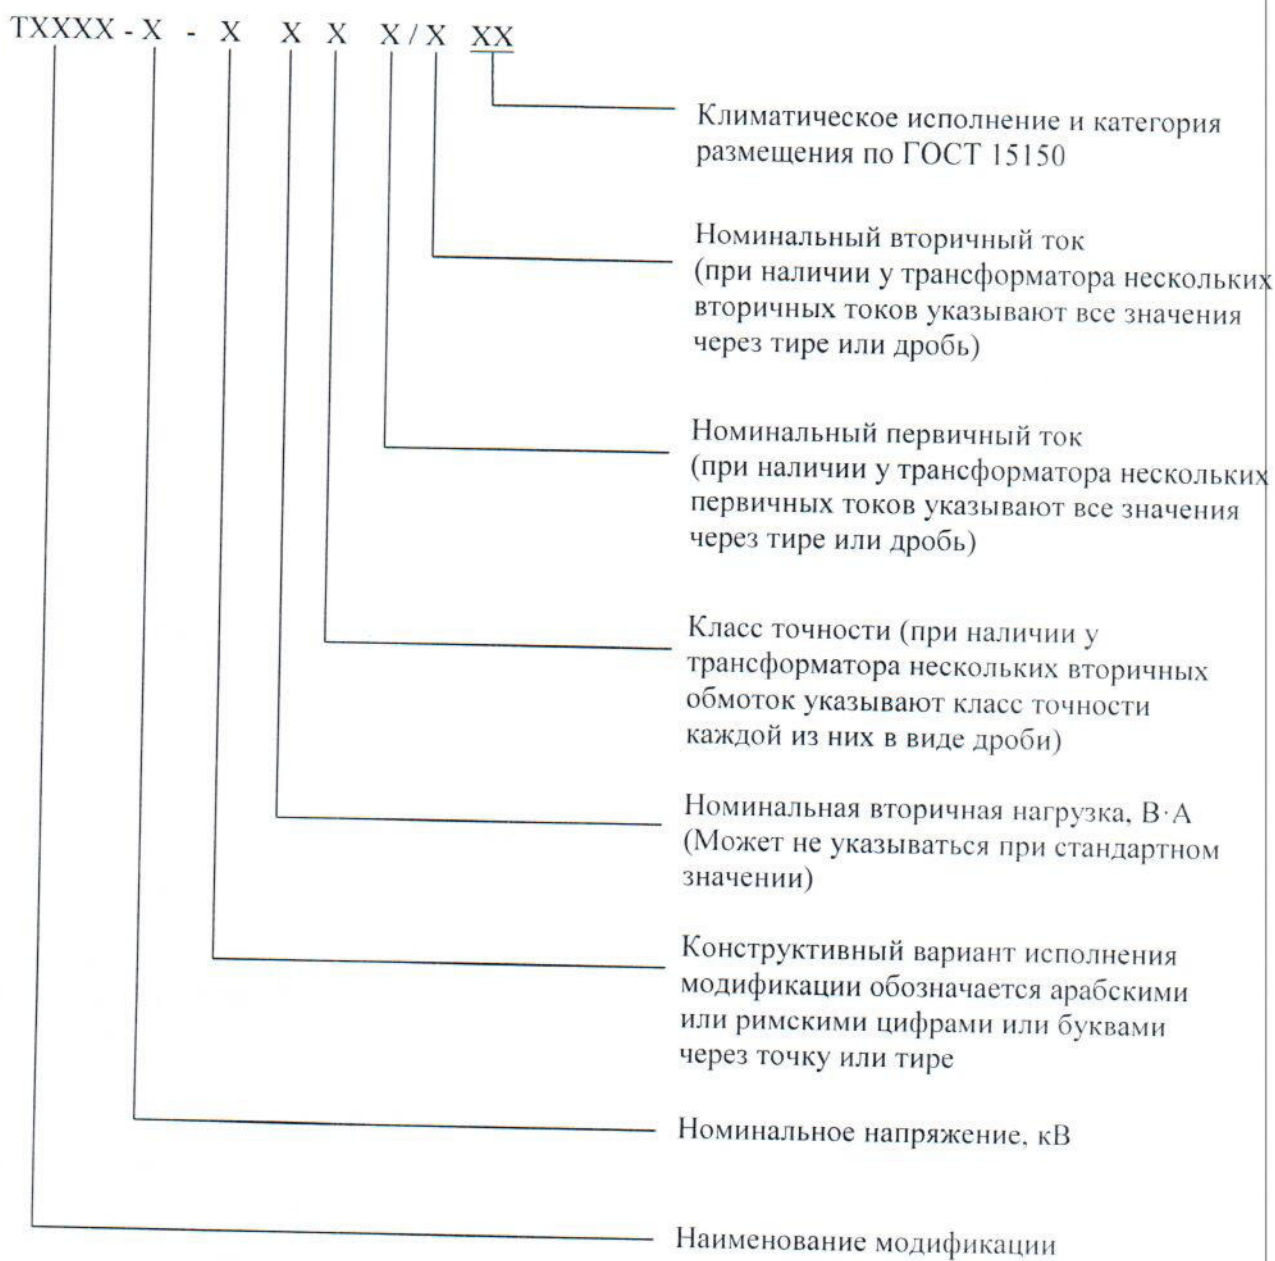 ТХХХХ - Х - Х Х Х Х / Х ХХ
Климатическое исполнение и категория
размещения по ГОСТ 15150
Номинальный вторичный ток
(при наличии у трансформатора нескольких
вторичных токов указывают все значения
через тире или дробь)
Номинальный первичный ток
(при наличии у трансформатора нескольких
первичных токов указывают все значения
через тире или дробь)
Класс точности (при наличии у
трансформатора нескольких вторичных
обмоток указывают класс точности
каждой из них в виде дроби)
Номинальная вторичная нагрузка, В·А
(Может не указываться при стандартном
значении)
Конструктивный вариант исполнения
модификации обозначается арабскими
или римскими цифрами или буквами
через точку или тире
Номинальное напряжение, кВ
Наименование модификации